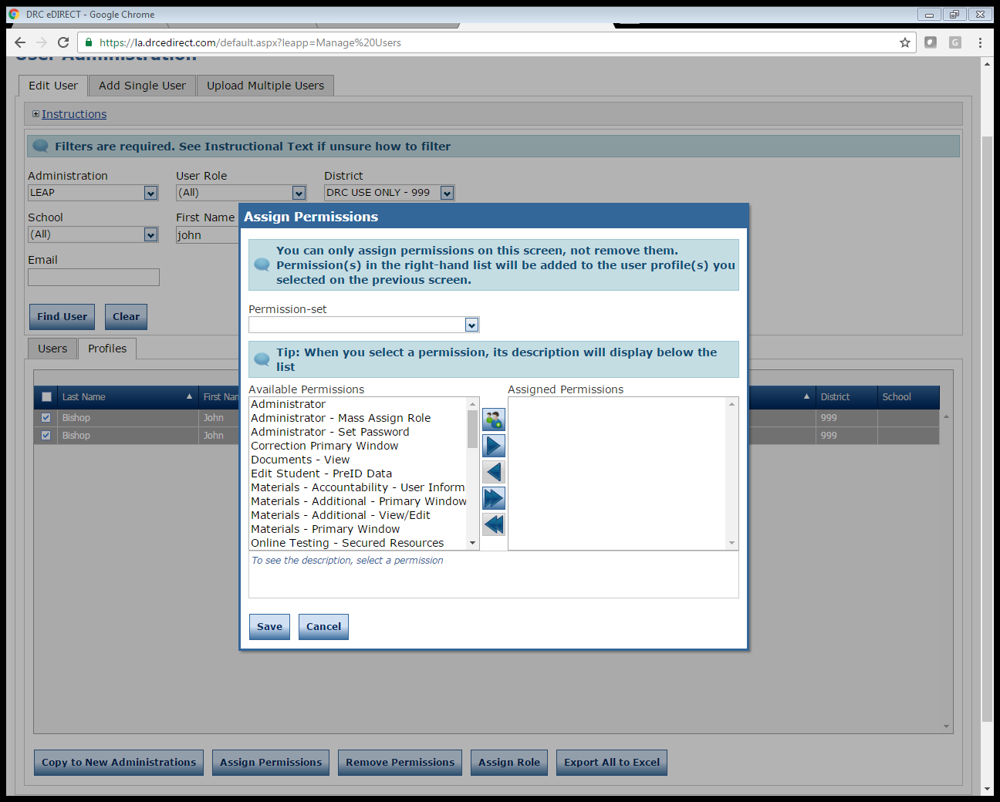 DRC eDIRECT - Google Chrome
https://la.drcedirect.com/default.aspx?leapp=Manage%20Users
G
User Administration
Edit User
Add Single User
Upload Multiple Users
Instructions
Filters are required. See Instructional Text if unsure how to filter
Administration
User Role
District
LEAP
(All)
DRC USE ONLY - 999
School
First Name
(All)
john
Email
Find User
Clear
Users
Profiles
Last Name
First Nam
District
School
Bishop
John
999
Bishop
John
999
Assign Permissions
You can only assign permissions on this screen, not remove them.
Permission(s) in the right-hand list will be added to the user profile(s) you
selected on the previous screen.
Permission-set
Tip: When you select a permission, its description will display below the
list
Available Permissions
Assigned Permissions
Administrator
Administrator - Mass Assign Role
Administrator - Set Password
Correction Primary Window
Documents - View
Edit Student - PreID Data
Materials - Accountability - User Inform
Materials - Additional - Primary Window
Materials - Additional - View/Edit
Materials - Primary Window
Online Testing - Secured Resources
To see the description, select a permission
Save
Cancel
Copy to New Administrations
Assign Permissions
Remove Permissions
Assign Role
Export All to Excel